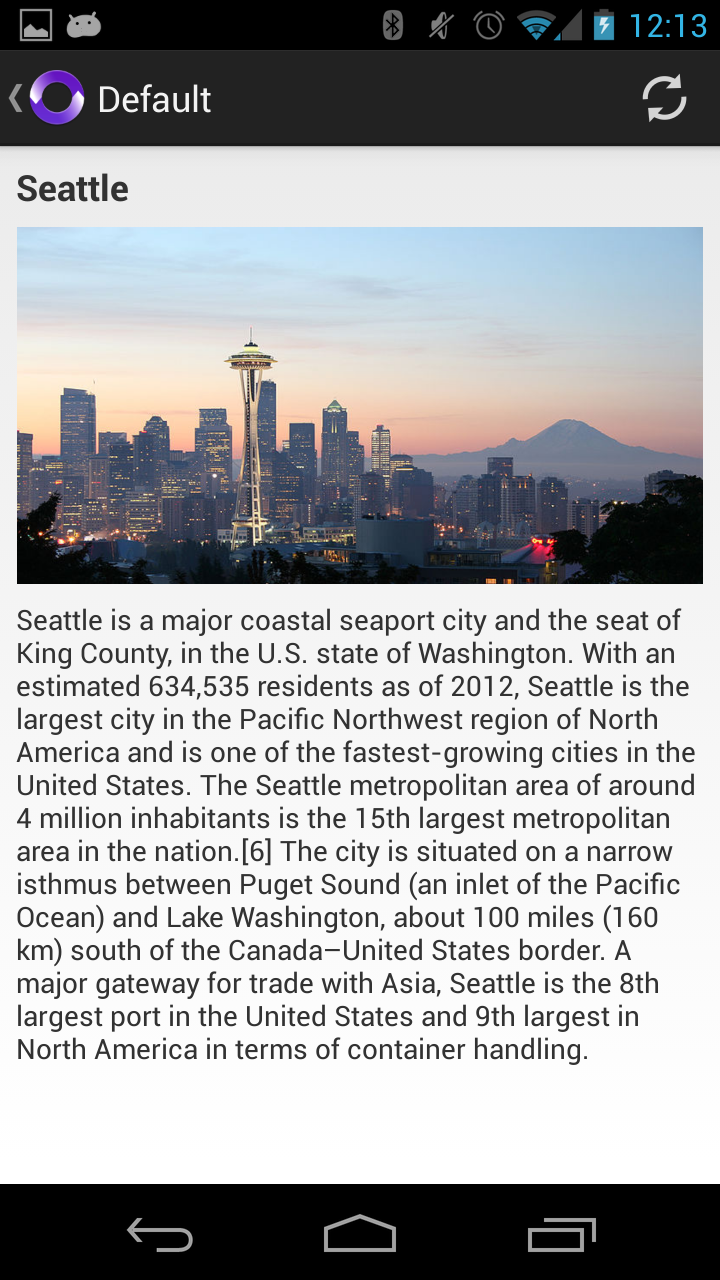 12:13
Default
Seattle
Seattle is a major coastal seaport city and the seat of
King County, in the U.S. state of Washington. With an
estimated 634,535 residents as of 2012, Seattle is the
largest city in the Pacific Northwest region of North
America and is one of the fastest-growing cities in the
United States. The Seattle metropolitan area of around
4 million inhabitants is the 15th largest metropolitan
area in the nation.[6] The city is situated on a narrow
isthmus between Puget Sound (an inlet of the Pacific
Ocean) and Lake Washington, about 100 miles (160
km) south of the Canada–United States border. A
major gateway for trade with Asia, Seattle is the 8th
largest port in the United States and 9th largest in
North America in terms of container handling.